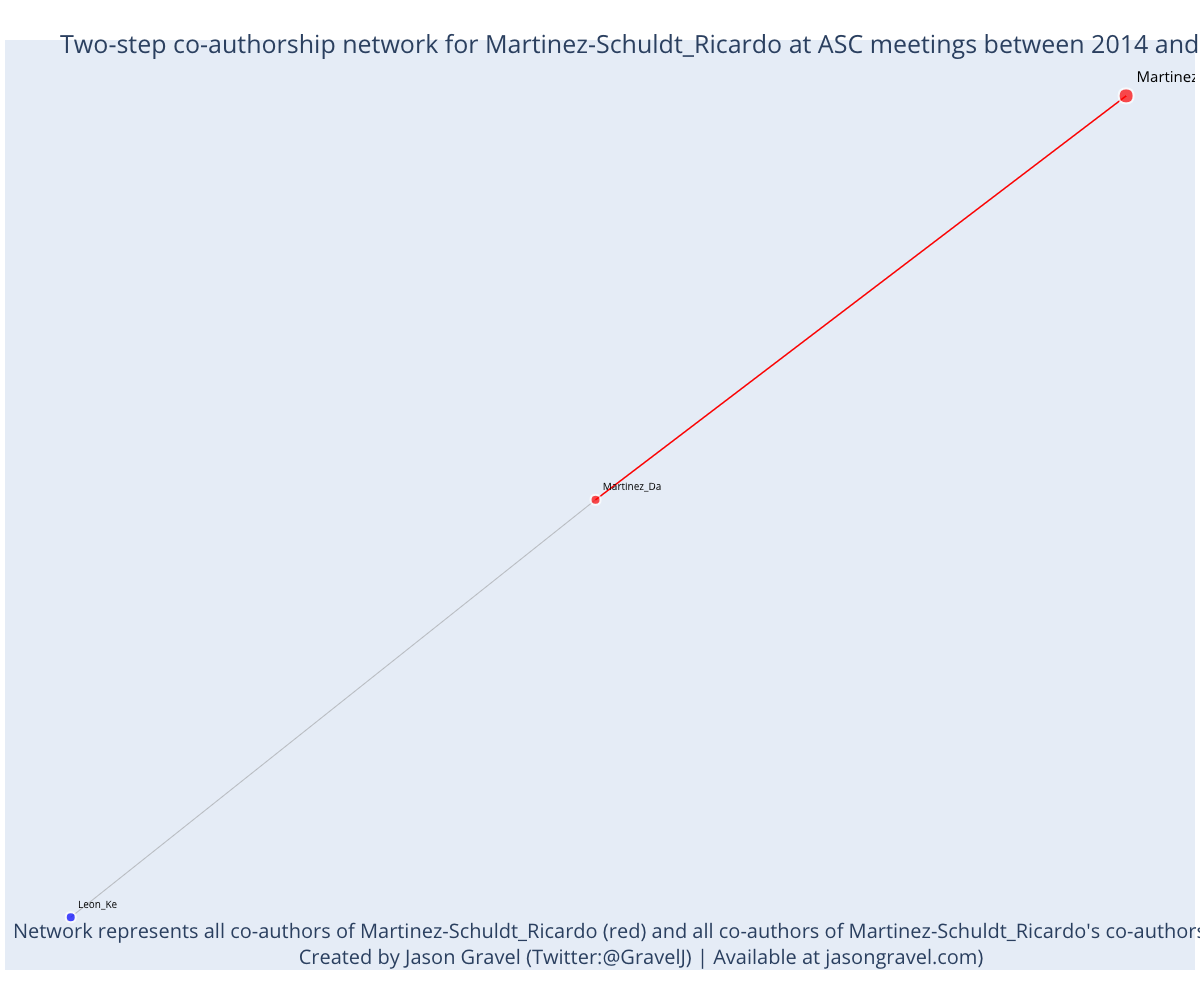 Two-step co-authorship network for Martinez-Schuldt_Ricardo at ASC meetings between 2014 and
Martinez
Martinez_Da
Leon_Ke
Network represents all co-authors of Martinez-Schuldt_Ricardo (red) and all co-authors of Martinez-Schuldt_Ricardo's co-authors
Created by Jason Gravel (Twitter:@GravelJ) | Available at jasongravel.com)